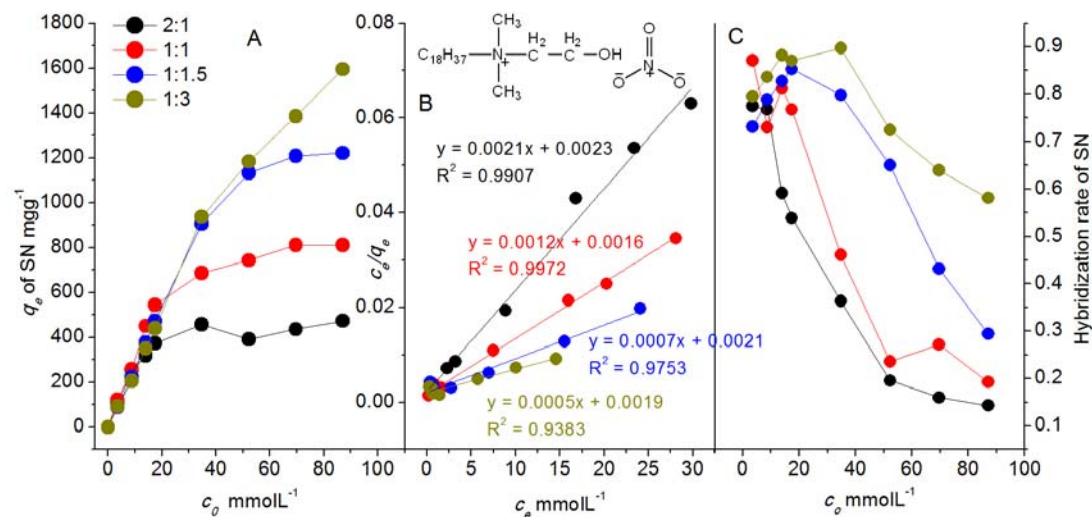 2:1
1:1
1:1.5
1:3
A
1800
1600
1400
1200
1000
800
600
400
200
0
qe of SN mgg-1
0 20 40 60 80 100
c0 mmolL-1
0.08
0.06
0.04
0.02
0.00
ce/qe
CH3
H2 H2
C18H37 N C C OH
+
CH3
O
N
+
O O
- -
B
y = 0.0021x + 0.0023
R2 = 0.9907
y = 0.0012x + 0.0016
R2 = 0.9972
y = 0.0007x + 0.0021
R2 = 0.9753
y = 0.0005x + 0.0019
R2 = 0.9383
0 5 10 15 20 25 30
ce mmolL-1
C
0.9
0.8
0.7
0.6
0.5
0.4
0.3
0.2
0.1
Hybridization rate of SN
0 20 40 60 80 100
co mmolL-1